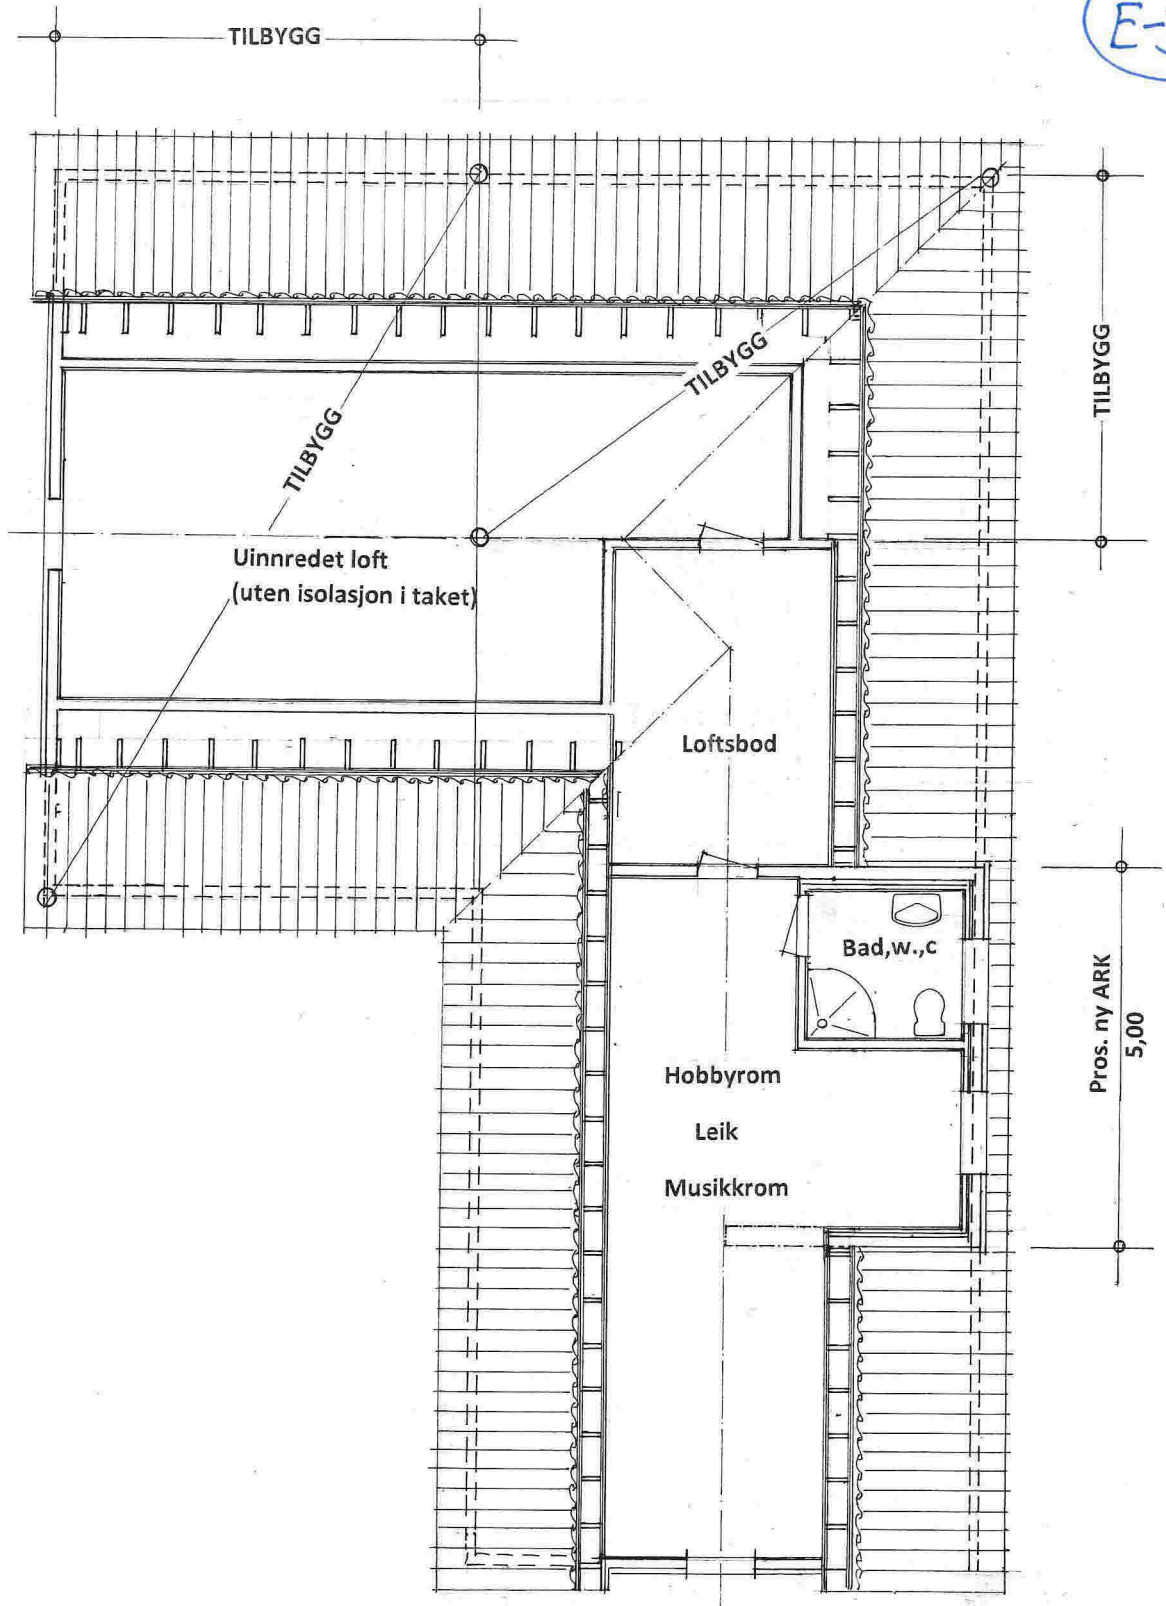 TILBYGG
TILBYGG
TILBYGG
TILBYGG
Uinnredet loft
(uten isolasjon i taket)
Loftsbod
Bad,w.,c
Pros. ny ARK
5,00
Hobbyrom
Leik
Musikkrom